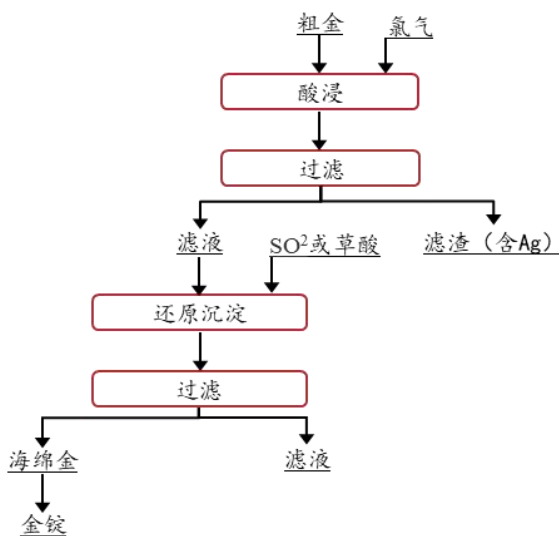 粗金 氯气
酸浸
过滤
滤液 SO²或草酸 滤渣（含Ag）
还原沉淀
过滤
海绵金 滤液
金锭